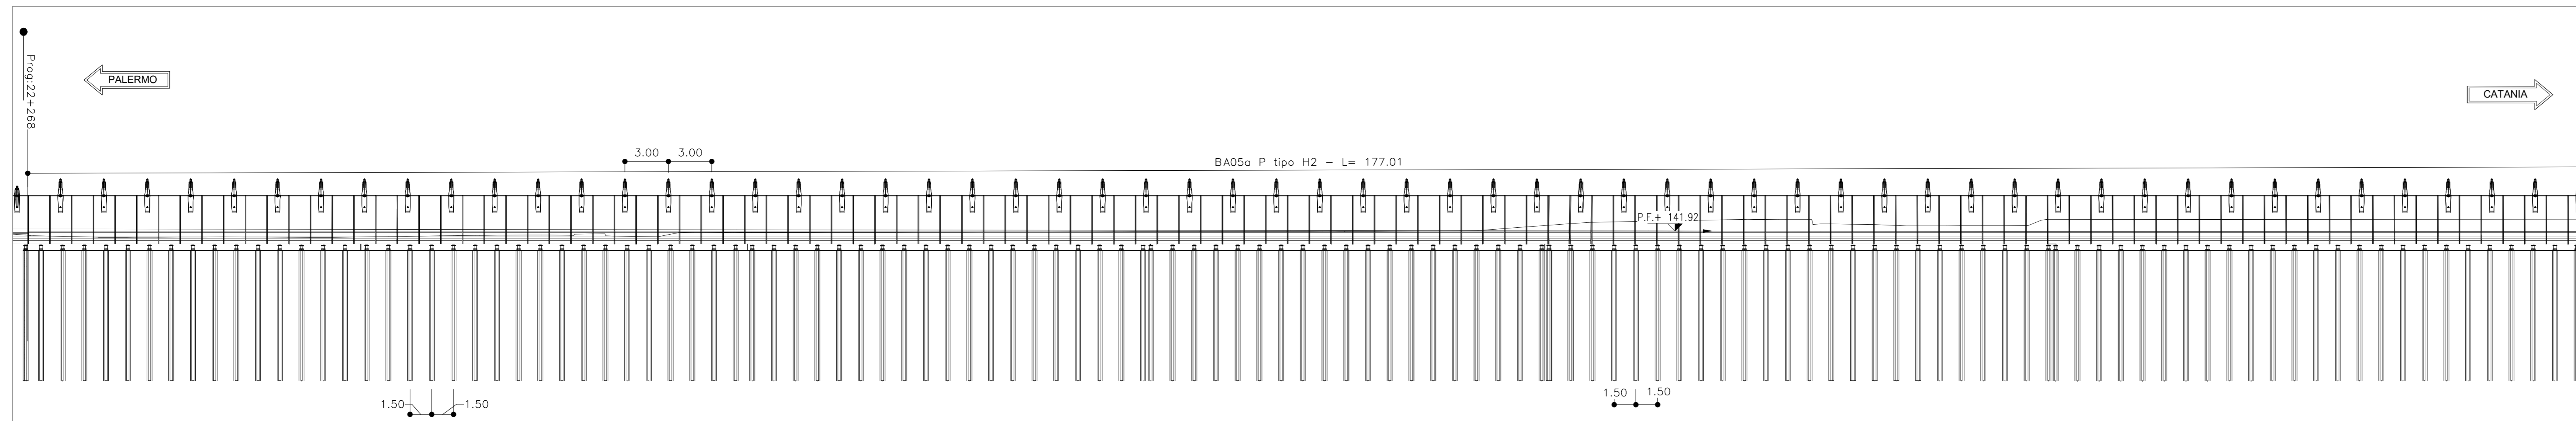 Prog:22+268
PALERMO
CATANIA
3.00 3.00
BA05a P tipo H2 - L= 177.01
P.F.+ 141.92
1.50 1.50
1.50 1.50